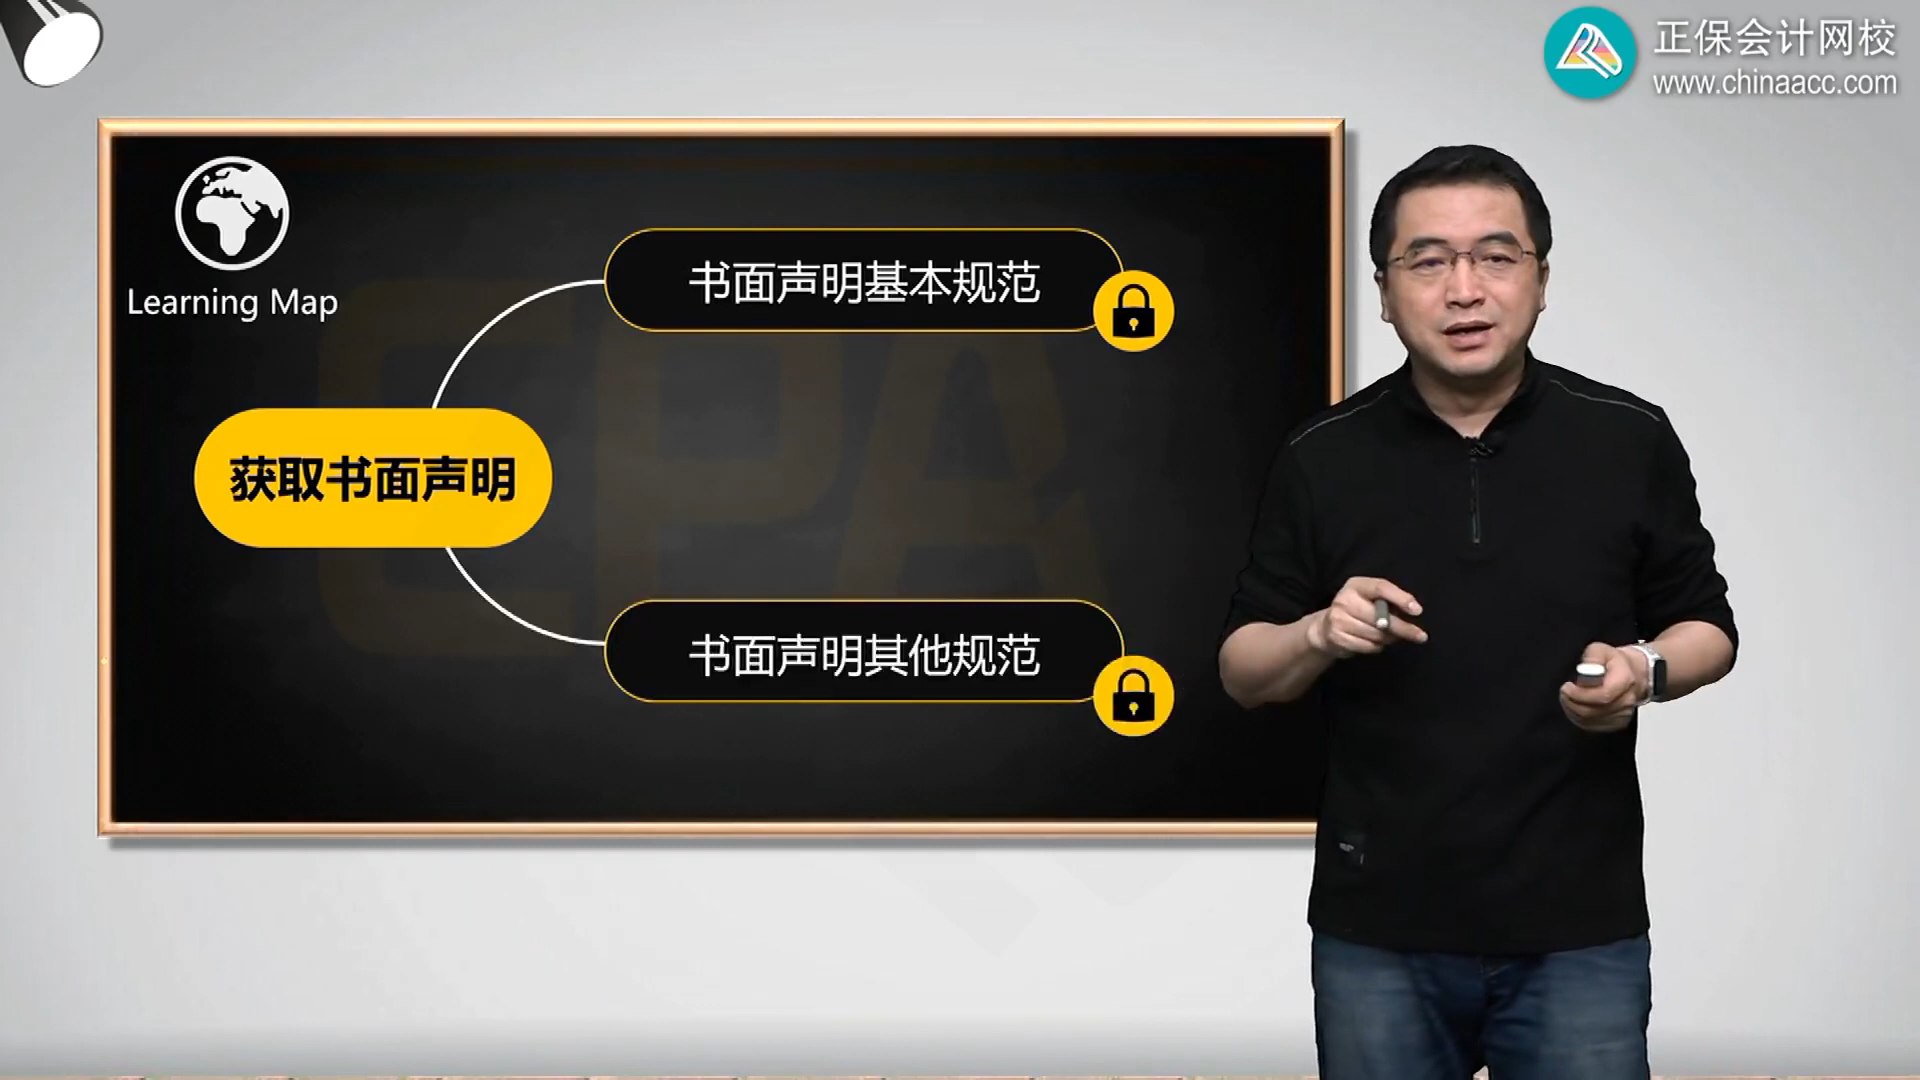 正保会计网校
www.chinaacc.com
Learning Map
书面声明基本规范
获取书面声明
书面声明其他规范
CPA